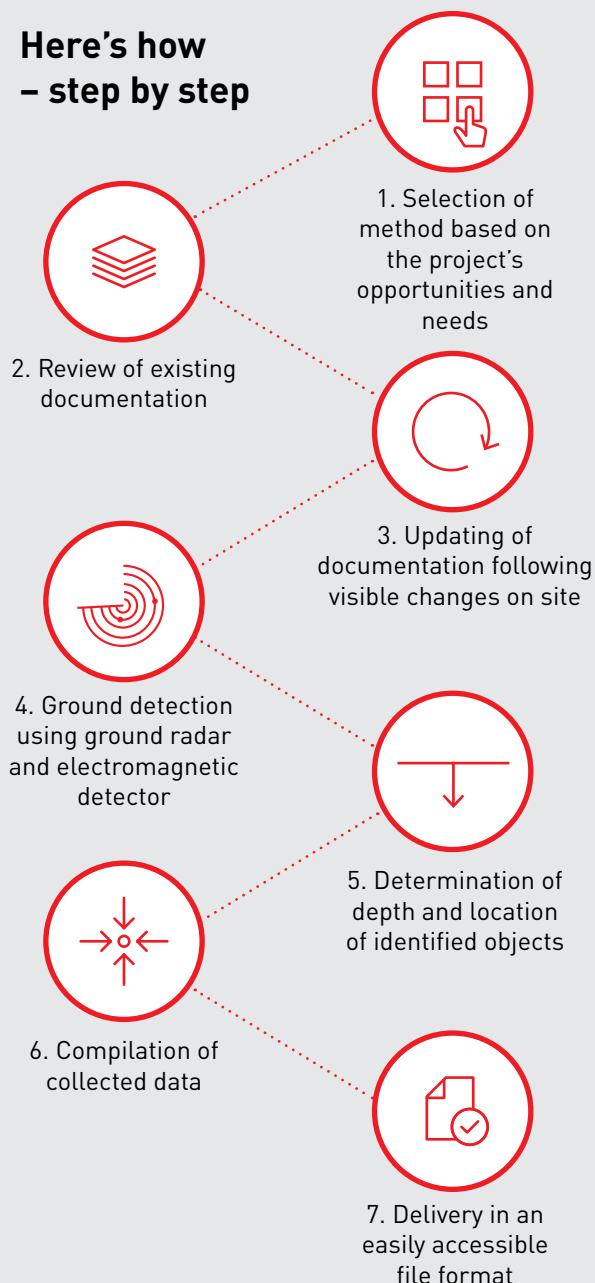 Here’s how
– step by step
1. Selection of
method based on
the project’s
opportunities and
needs
2. Review of existing
documentation
3. Updating of
documentation following
visible changes on site
4. Ground detection
using ground radar
and electromagnetic
detector
5. Determination of
depth and location
of identified objects
6. Compilation of
collected data
7. Delivery in an
easily accessible
file format